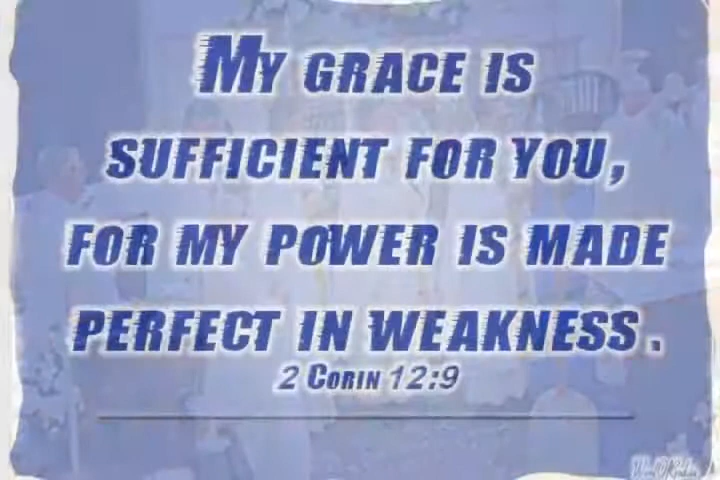 MY GRACE IS
SUFFICIENT FOR YOU,
FOR MY POWER IS MADE
PERFECT IN WEAKNESS.
2 CORIN 12:9